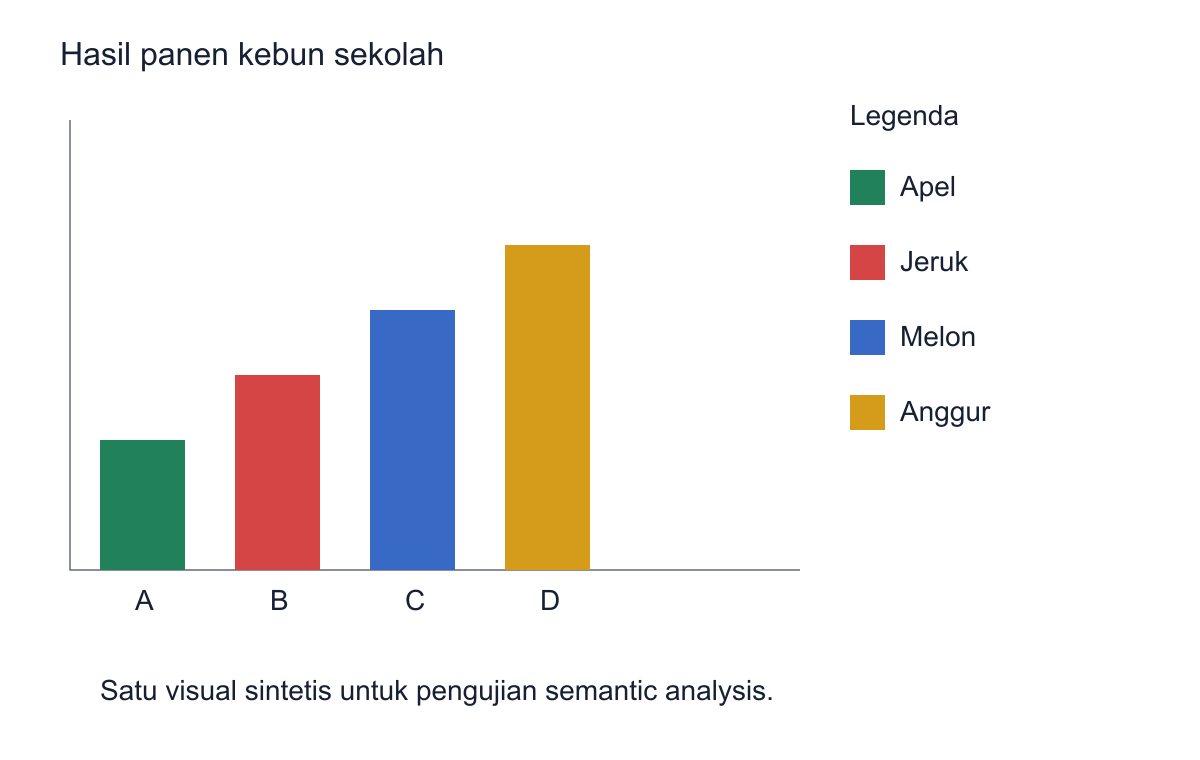 Hasil panen kebun sekolah
Legenda
Apel
Jeruk
Melon
Anggur
A B C D
Satu visual sintetis untuk pengujian semantic analysis.